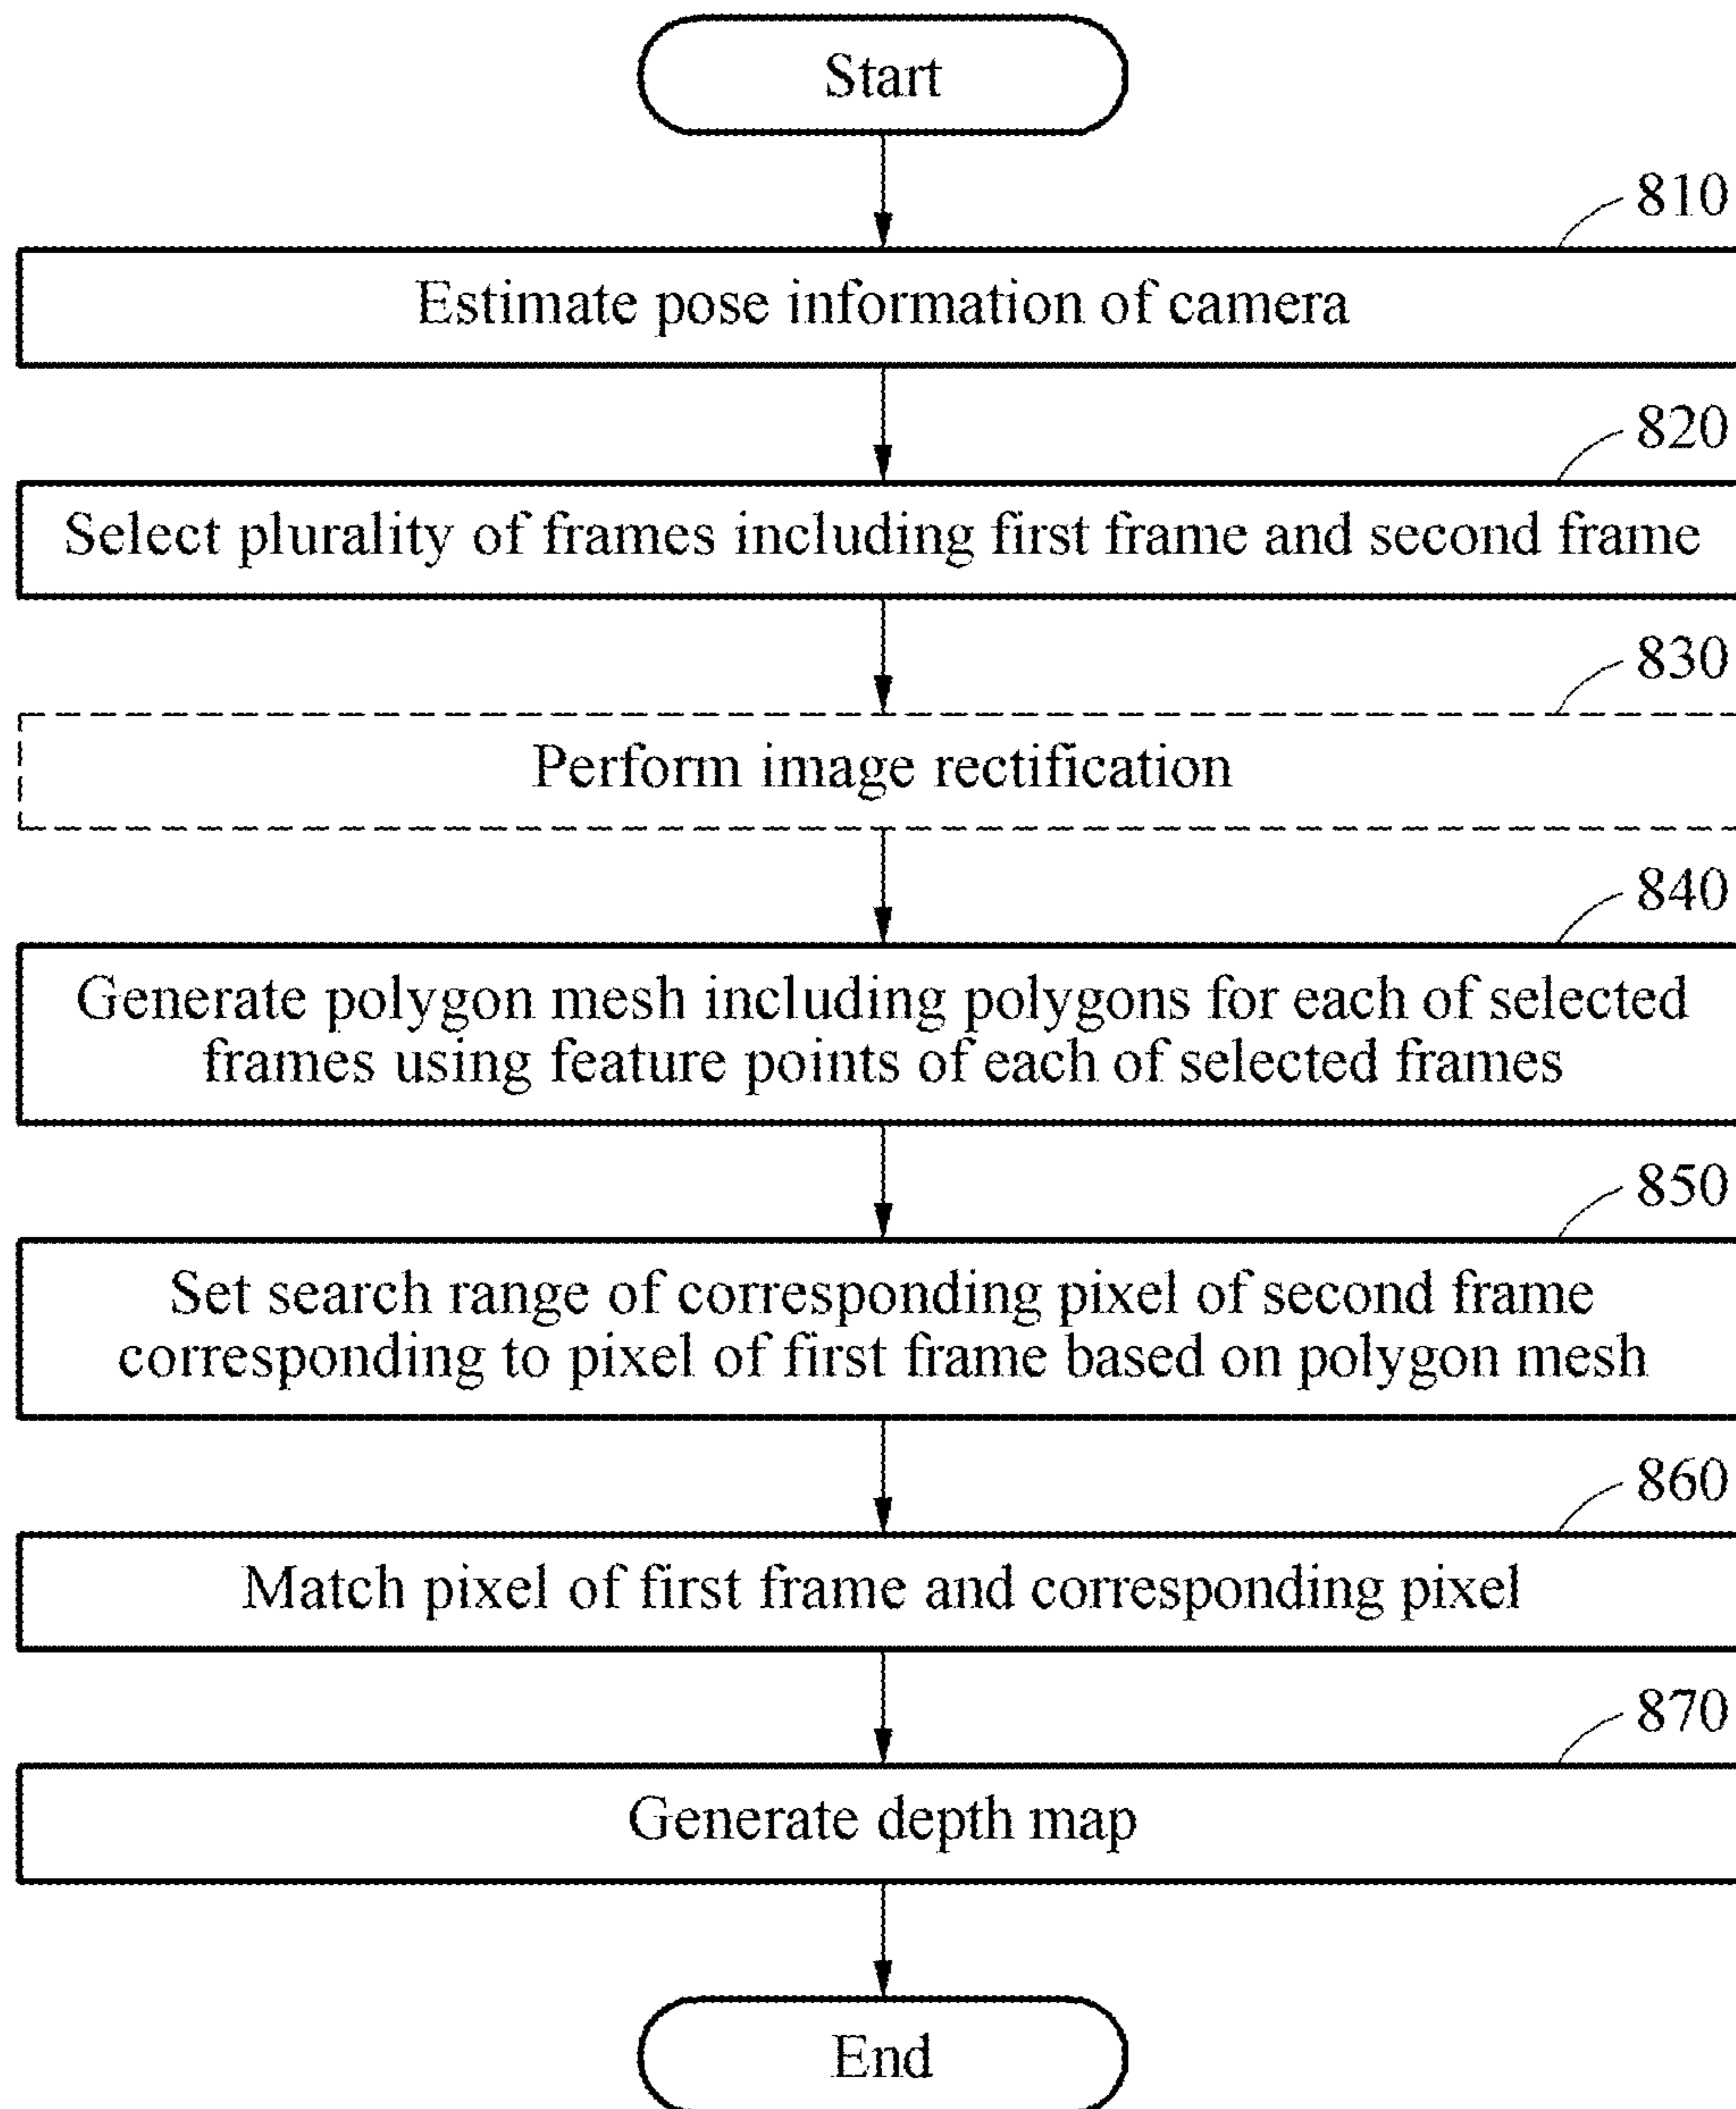 Start
810
Estimate pose information of camera
820
Select plurality of frames including first frame and second frame
830
Perform image rectification
840
Generate polygon mesh including polygons for each of selected
frames using feature points of each of selected frames
850
Set search range of corresponding pixel of second frame
corresponding to pixel of first frame based on polygon mesh
860
Match pixel of first frame and corresponding pixel
870
Generate depth map
End